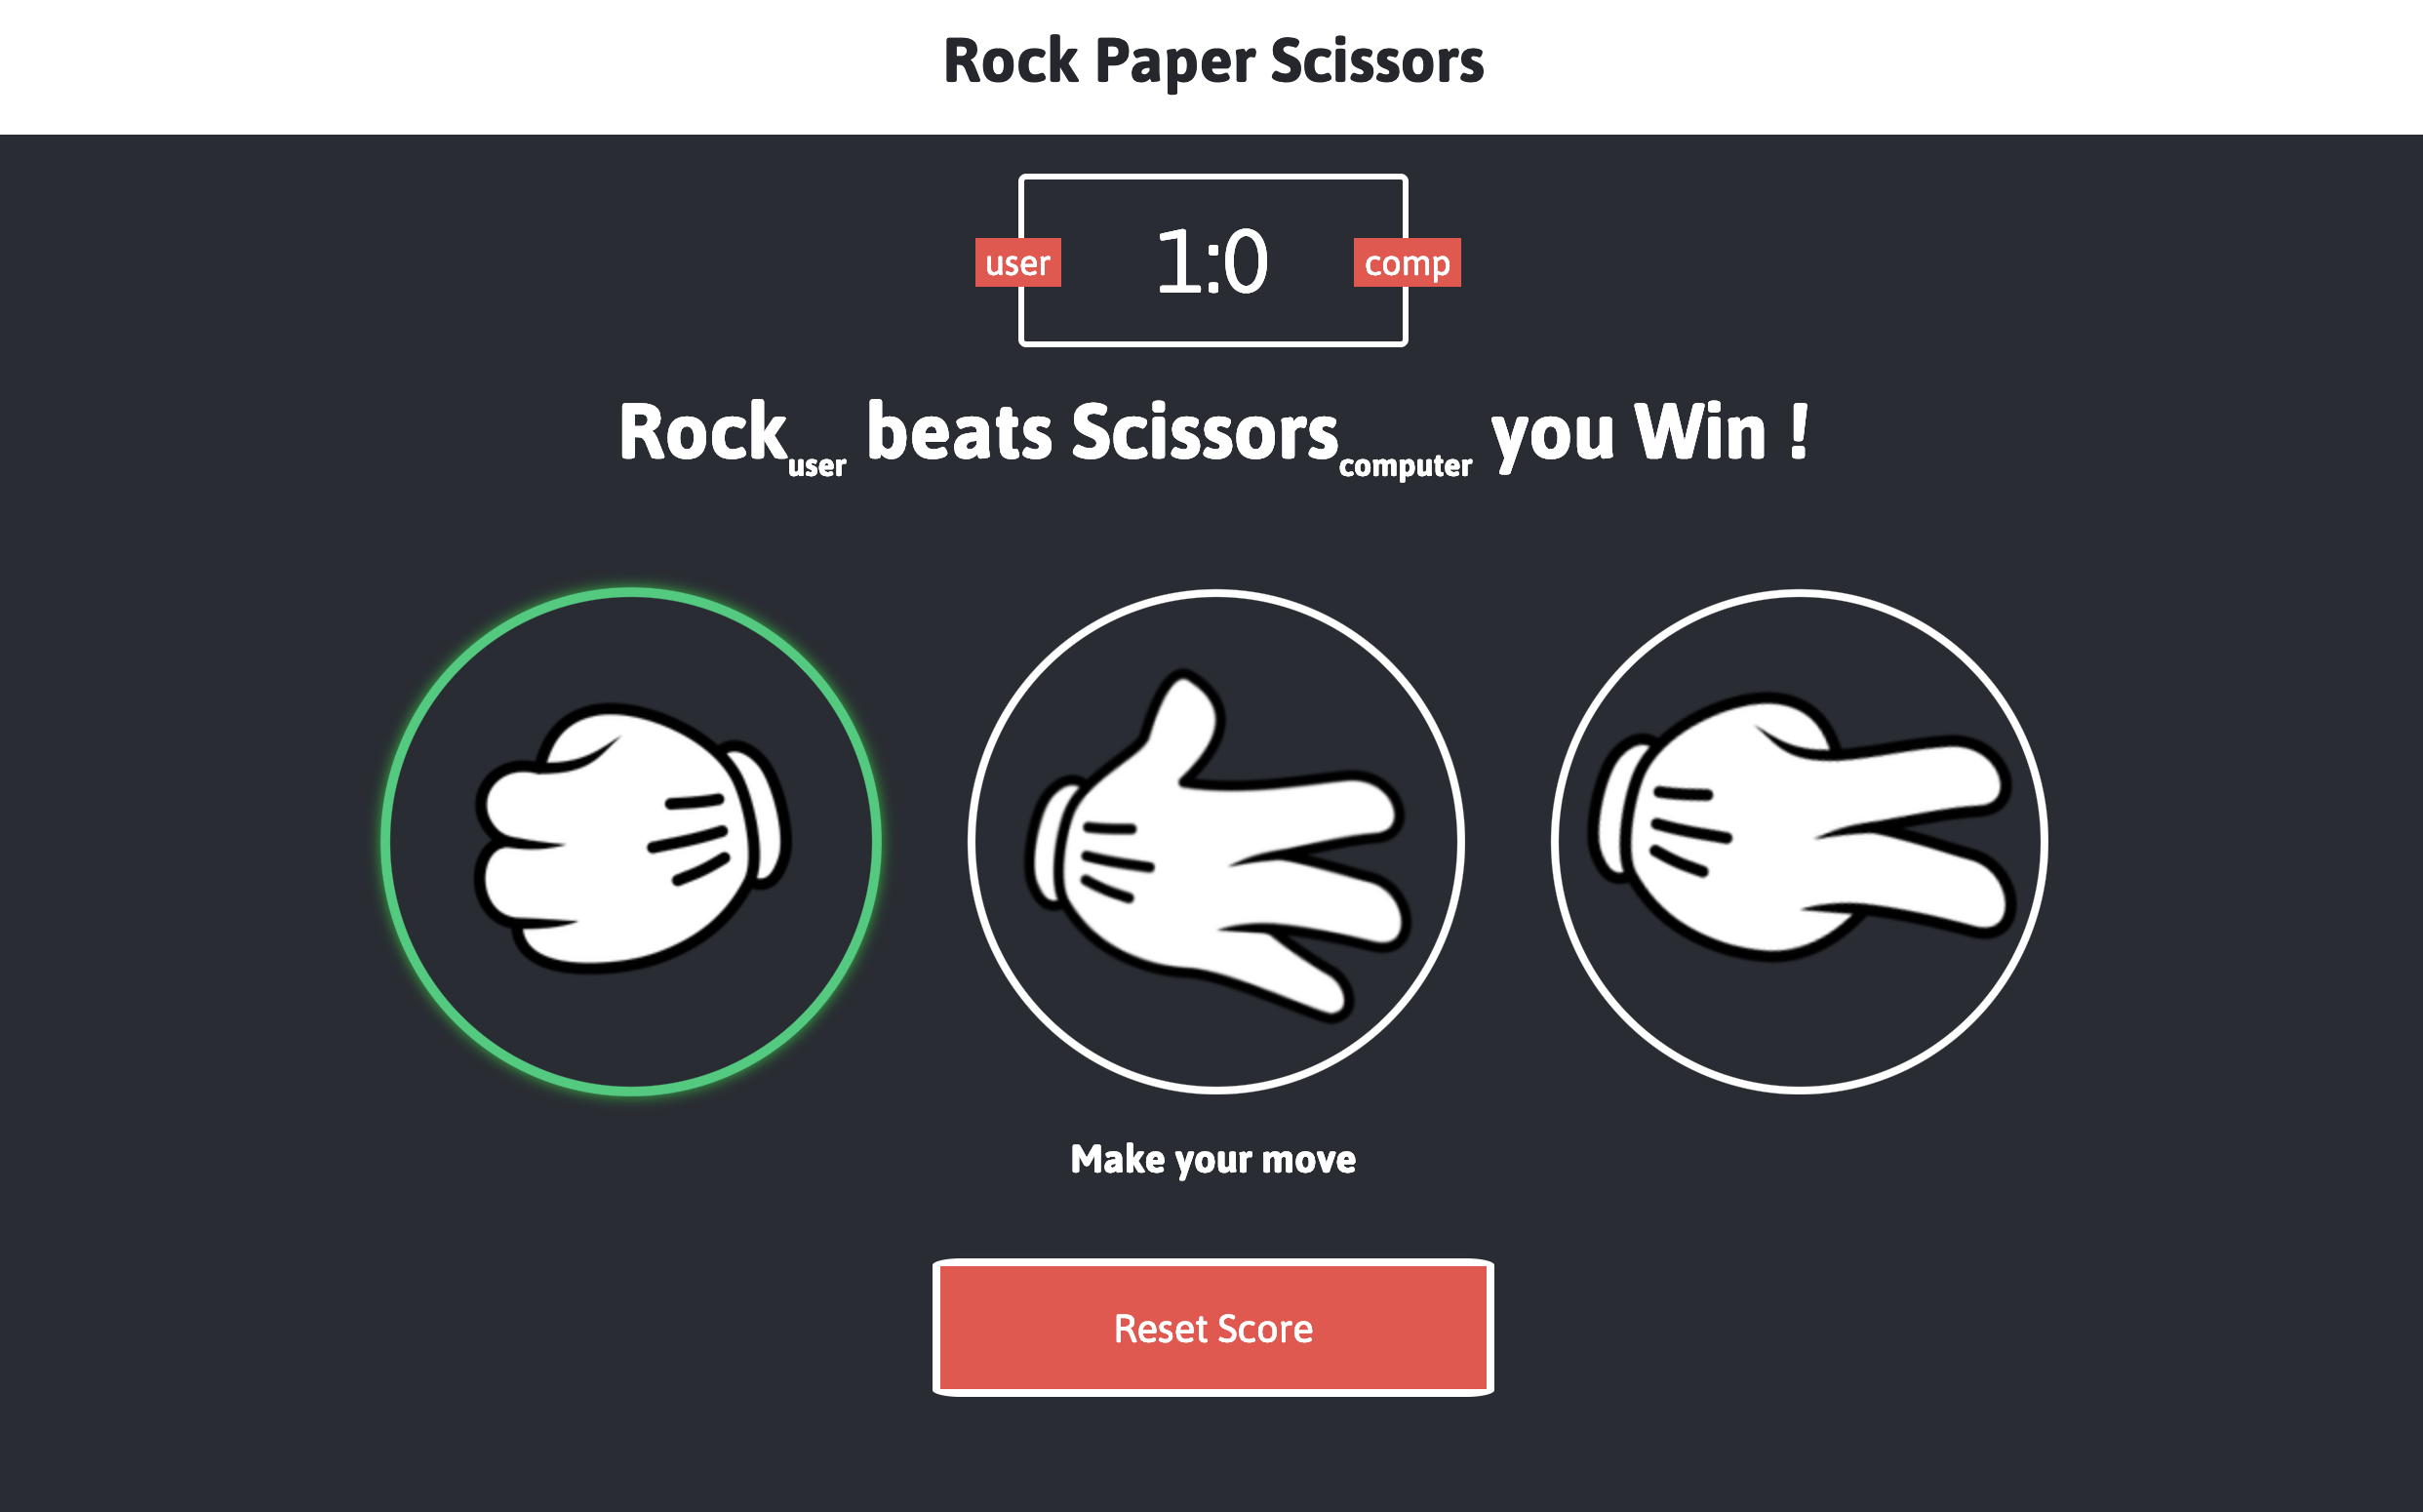 Rock Paper Scissors
user 1:0 comp
Rock user beats Scissors computer you Win !
Make your move
Reset Score